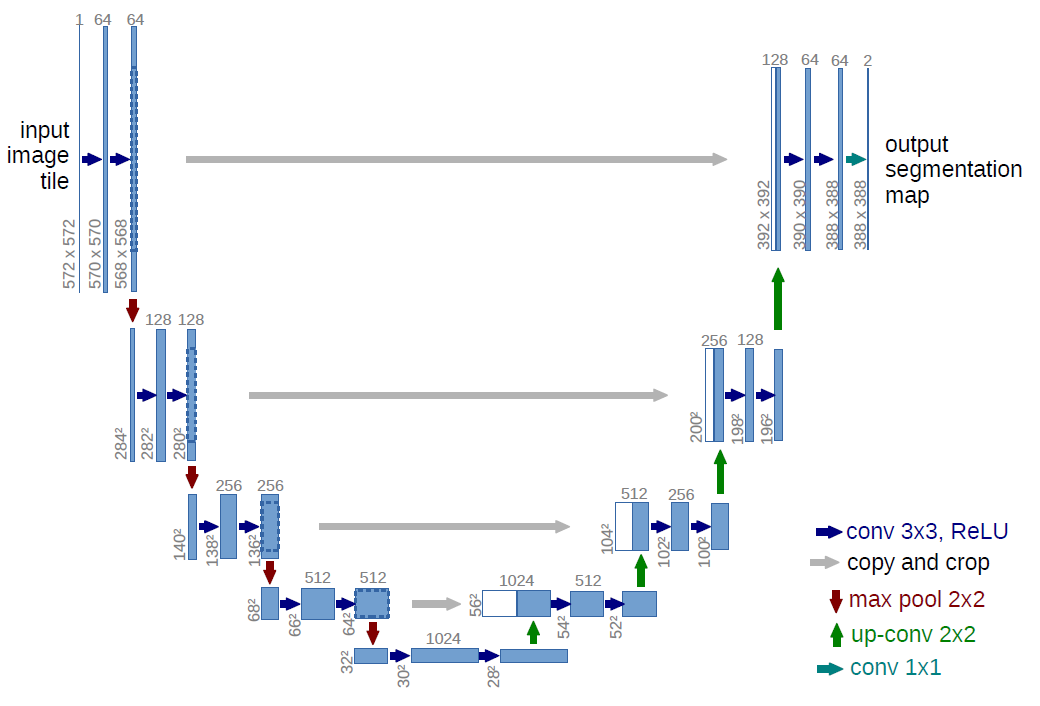 1 64 64
input
image
tile
572 x 572
570 x 570
568 x 568
128 64 64 2
output
segmentation
map
392 x 392
390 x 390
388 x 388
388 x 388
128 128
284²
282²
280²
256 128
200²
198²
196²
256 256
140²
138²
136²
512 256
104²
102²
100²
512 512
68²
66²
64²
1024 512
56²
54²
52²
1024
32²
30²
28²
conv 3x3, ReLU
copy and crop
max pool 2x2
up-conv 2x2
conv 1x1